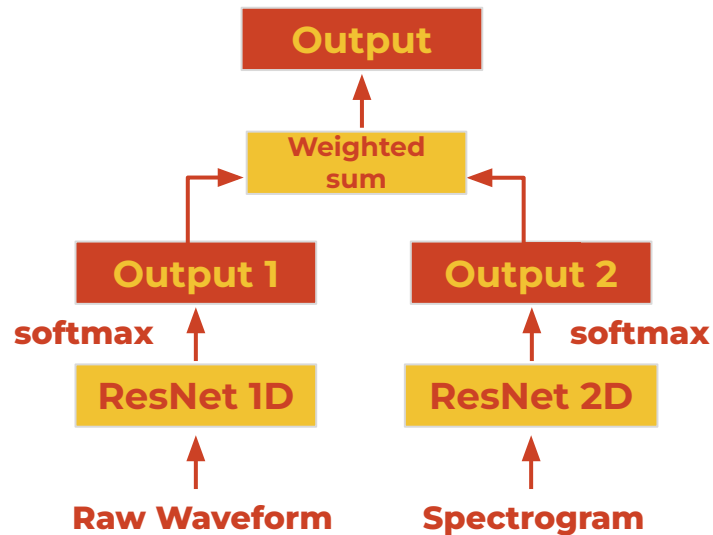 Output
Weighted
sum
Output 1
Output 2
softmax
softmax
ResNet 1D
ResNet 2D
Raw Waveform
Spectrogram